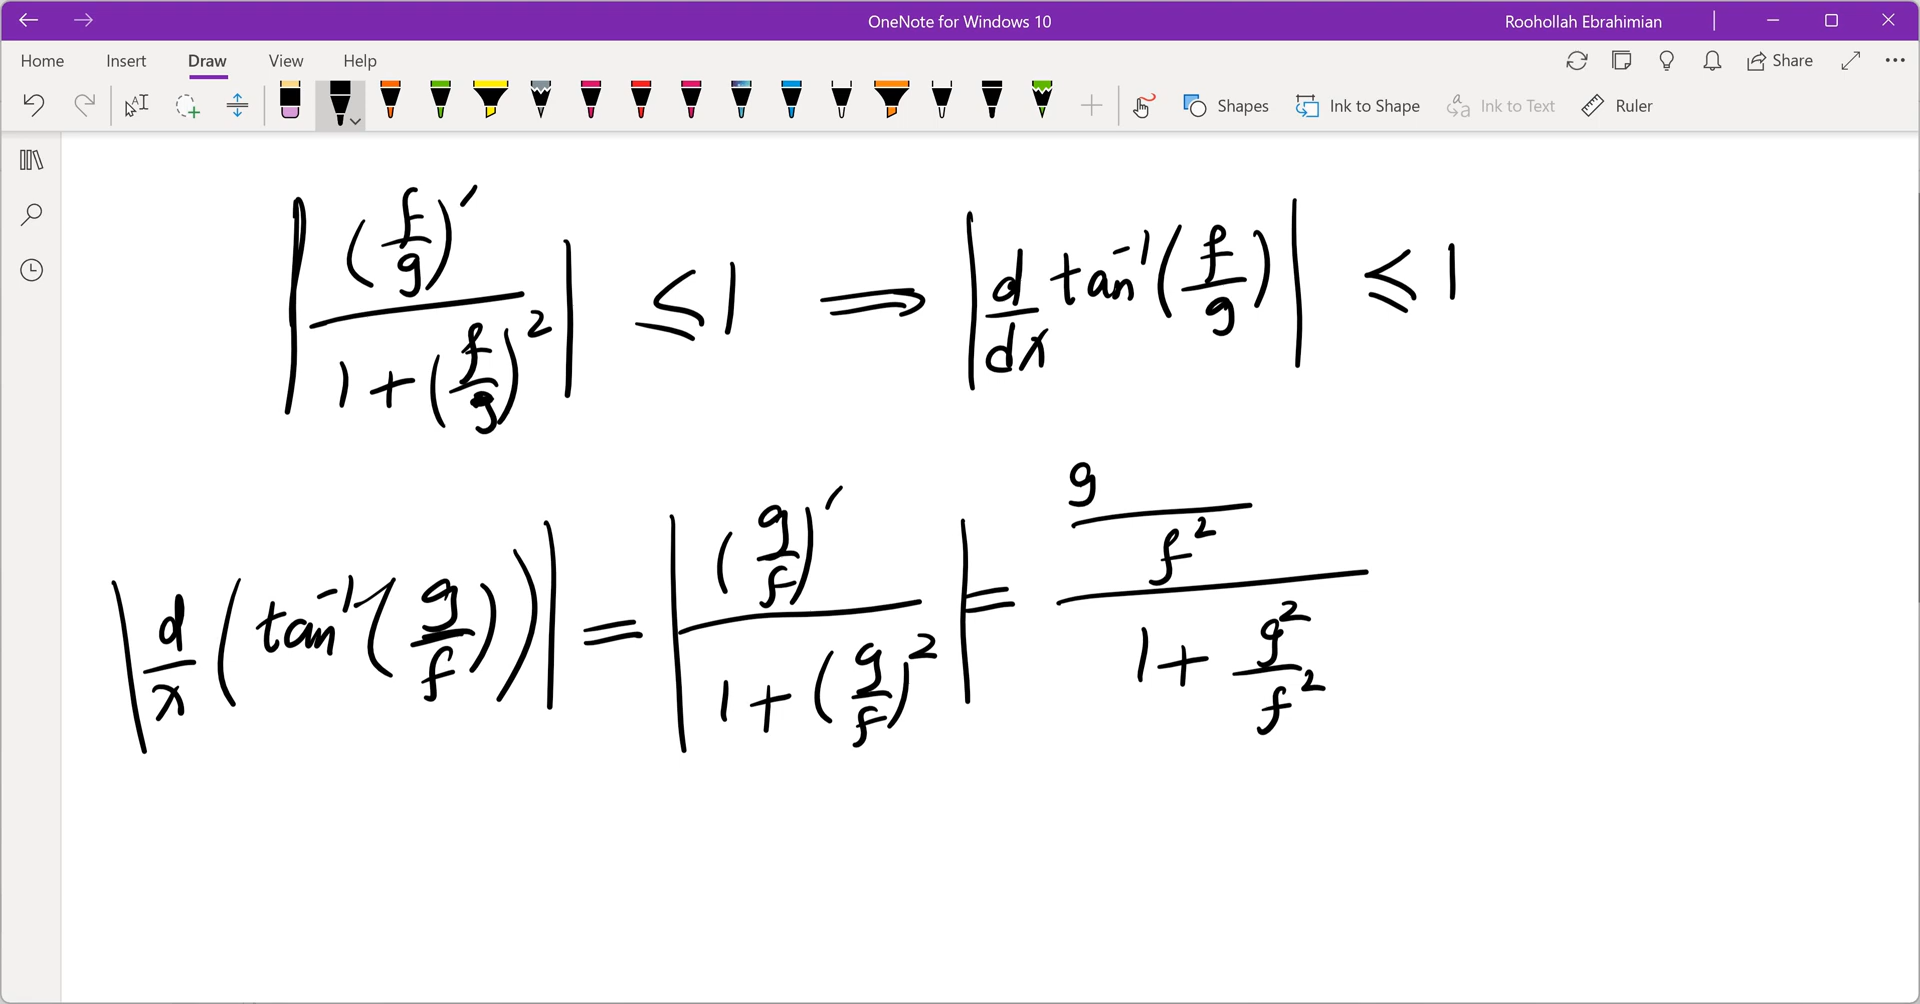 OneNote for Windows 10
Roohollah Ebrahimian
Home Insert Draw View Help
Share
Shapes Ink to Shape Ink to Text Ruler
|(f/g)′ / (1 + (f/g)²)| ≤ 1 ⟹ |d/dx tan⁻¹(f/g)| ≤ 1
|d/x (tan⁻¹(g/f))| = |(g/f)′ / (1 + (g/f)²)| = (g / f²) / (1 + g²/f²)